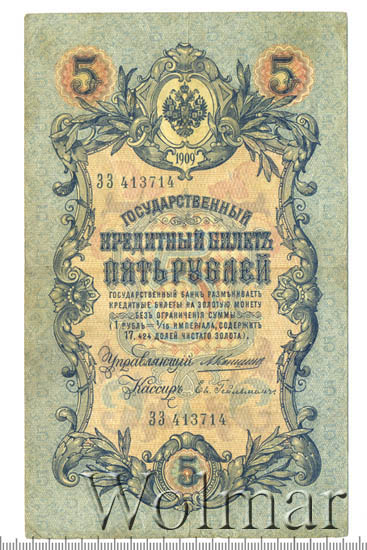 5 5
1909
ЗЗ 413714
ГОСУДАРСТВЕННЫЙ
КРЕДИТНЫЙ БИЛЕТЪ
ПЯТЬ РУБЛЕЙ
ГОСУДАРСТВЕННЫЙ БАНКЪ РАЗМѢНИВАЕТЪ
КРЕДИТНЫЕ БИЛЕТЫ НА ЗОЛОТУЮ МОНЕТУ
БЕЗЪ ОГРАНИЧЕНІЯ СУММЫ
(1 РУБЛЬ = 1/15 ИМПЕРІАЛА, СОДЕРЖИТЪ
17,424 ДОЛЕЙ ЧИСТАГО ЗОЛОТА).
Управляющій
Кассиръ
ЗЗ 413714
5
Wolmar